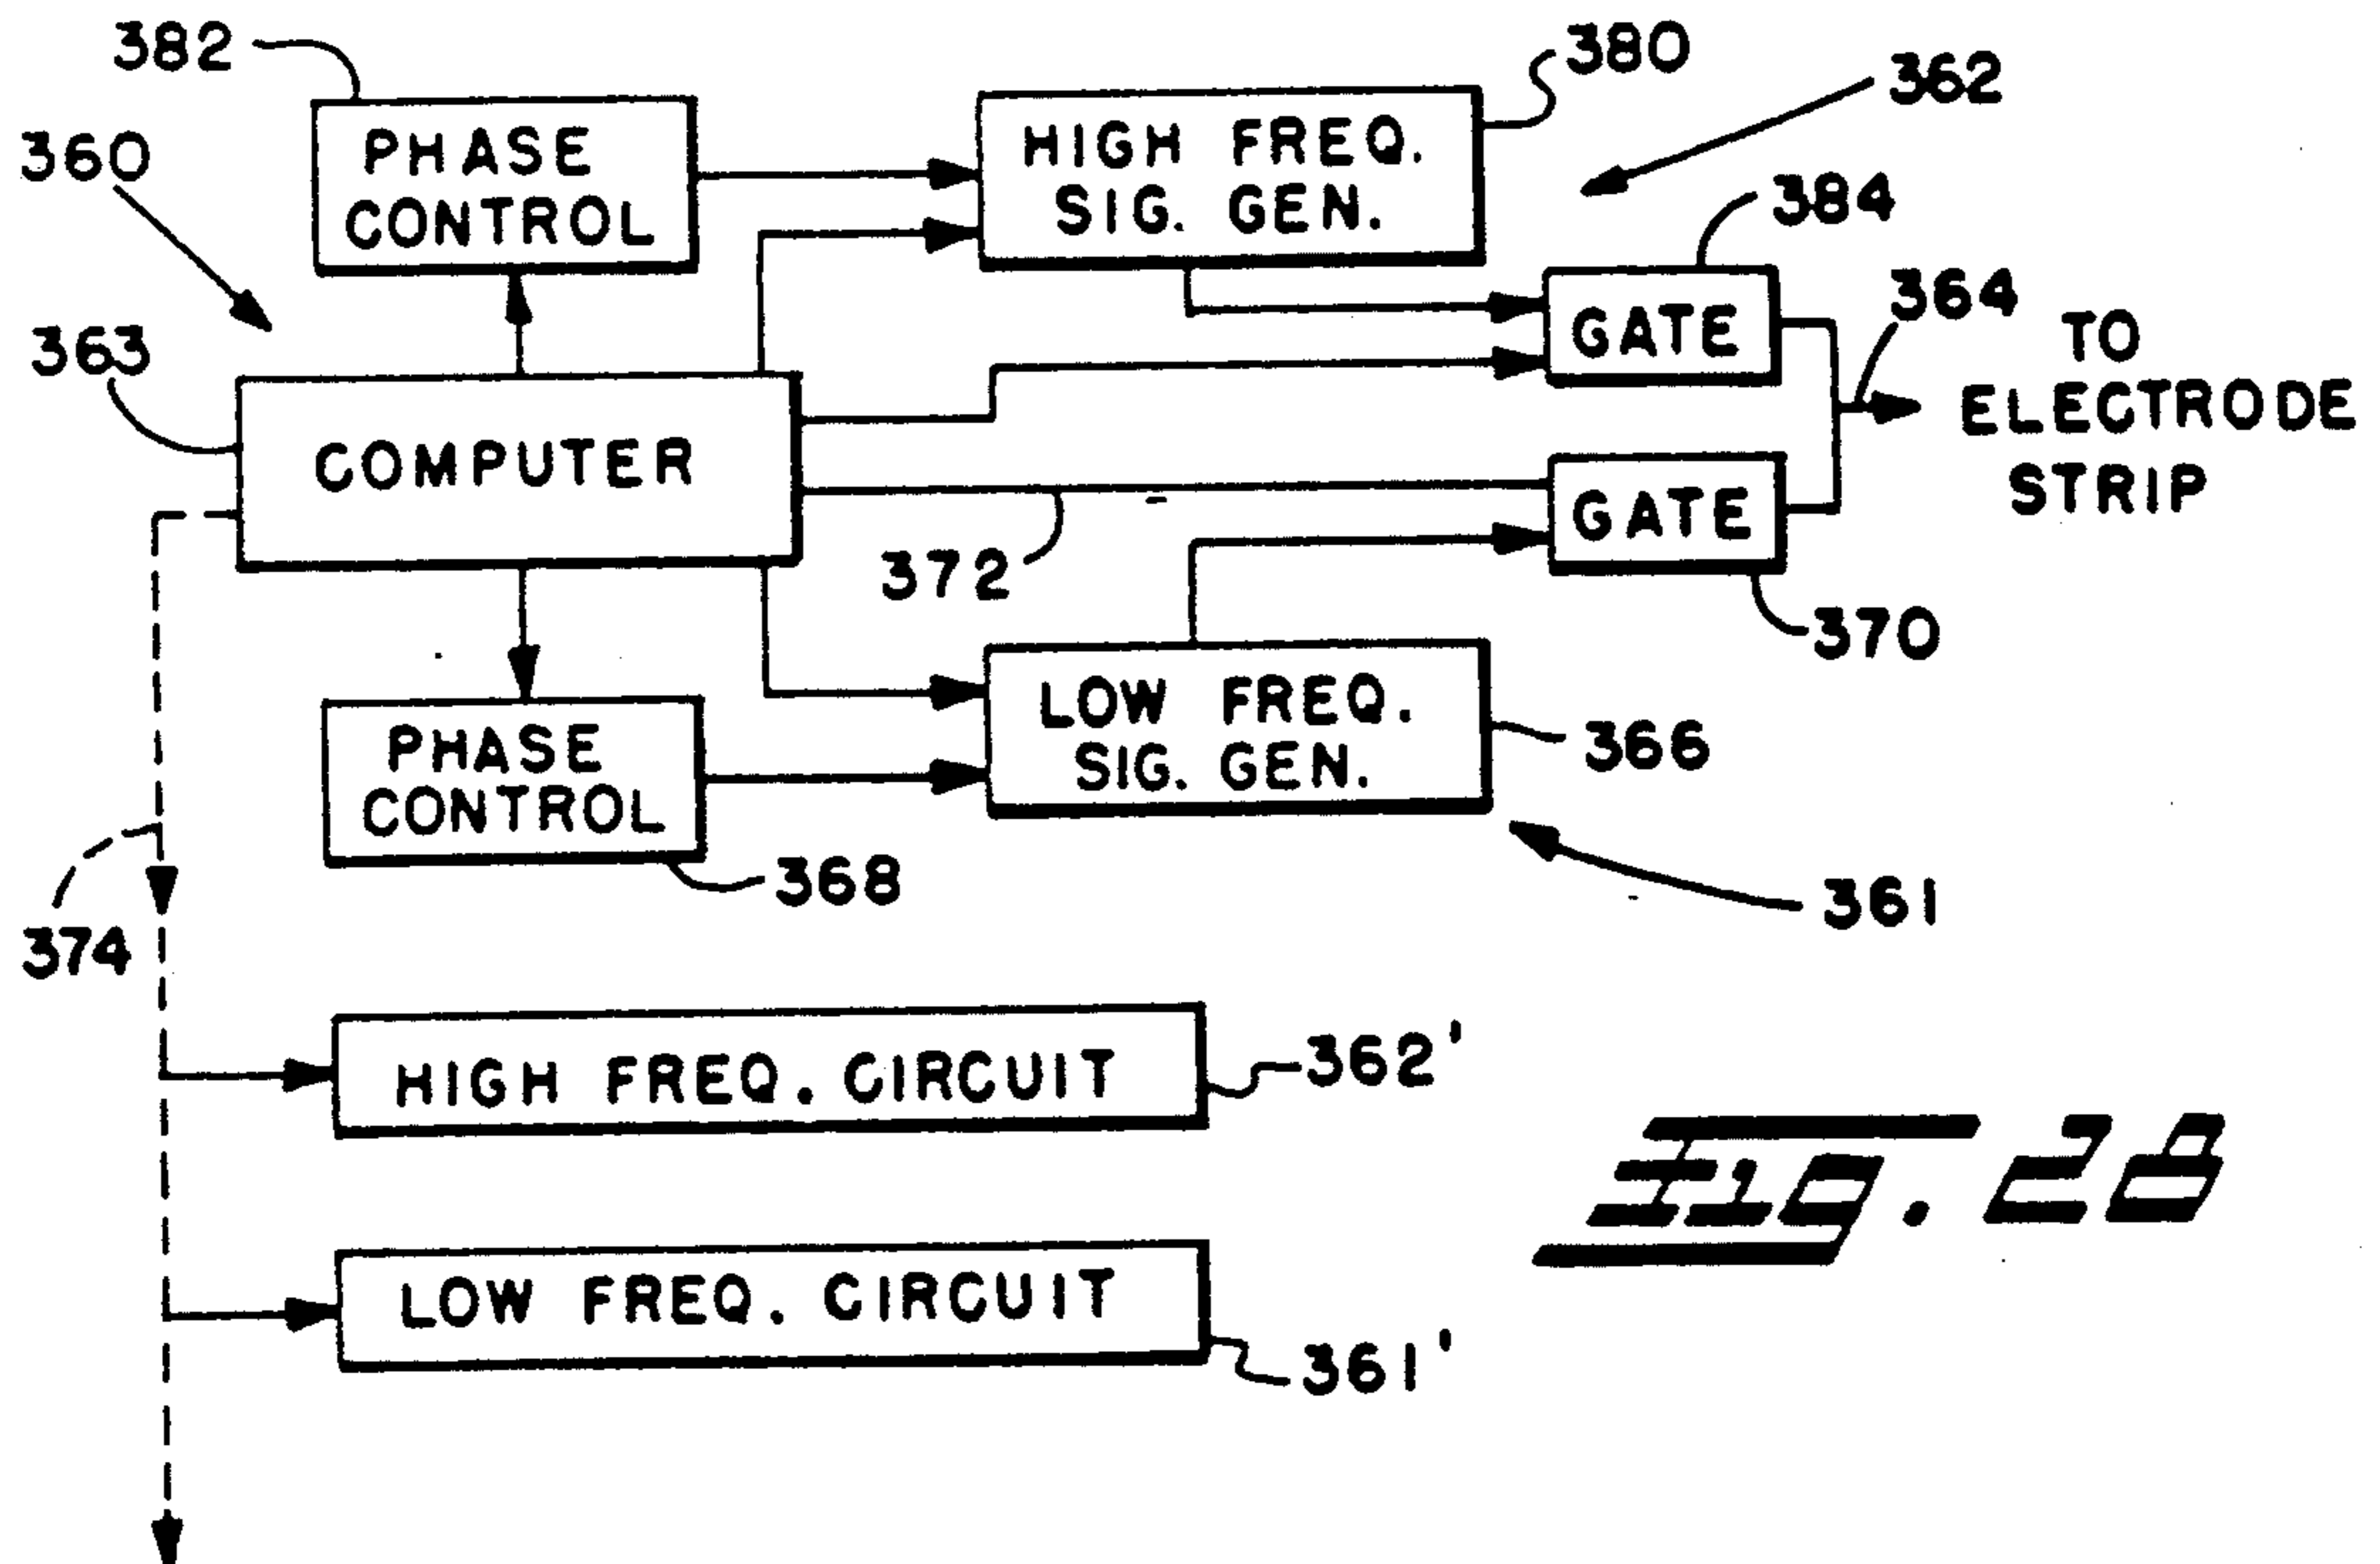 382
380
362
360
PHASE
CONTROL
HIGH FREQ.
SIG. GEN.
384
363
364
GATE
TO
ELECTRODE
STRIP
COMPUTER
GATE
372
370
PHASE
CONTROL
LOW FREQ.
SIG. GEN.
366
368
361
374
HIGH FREQ. CIRCUIT
362'
LOW FREQ. CIRCUIT
361'
FIG. 28